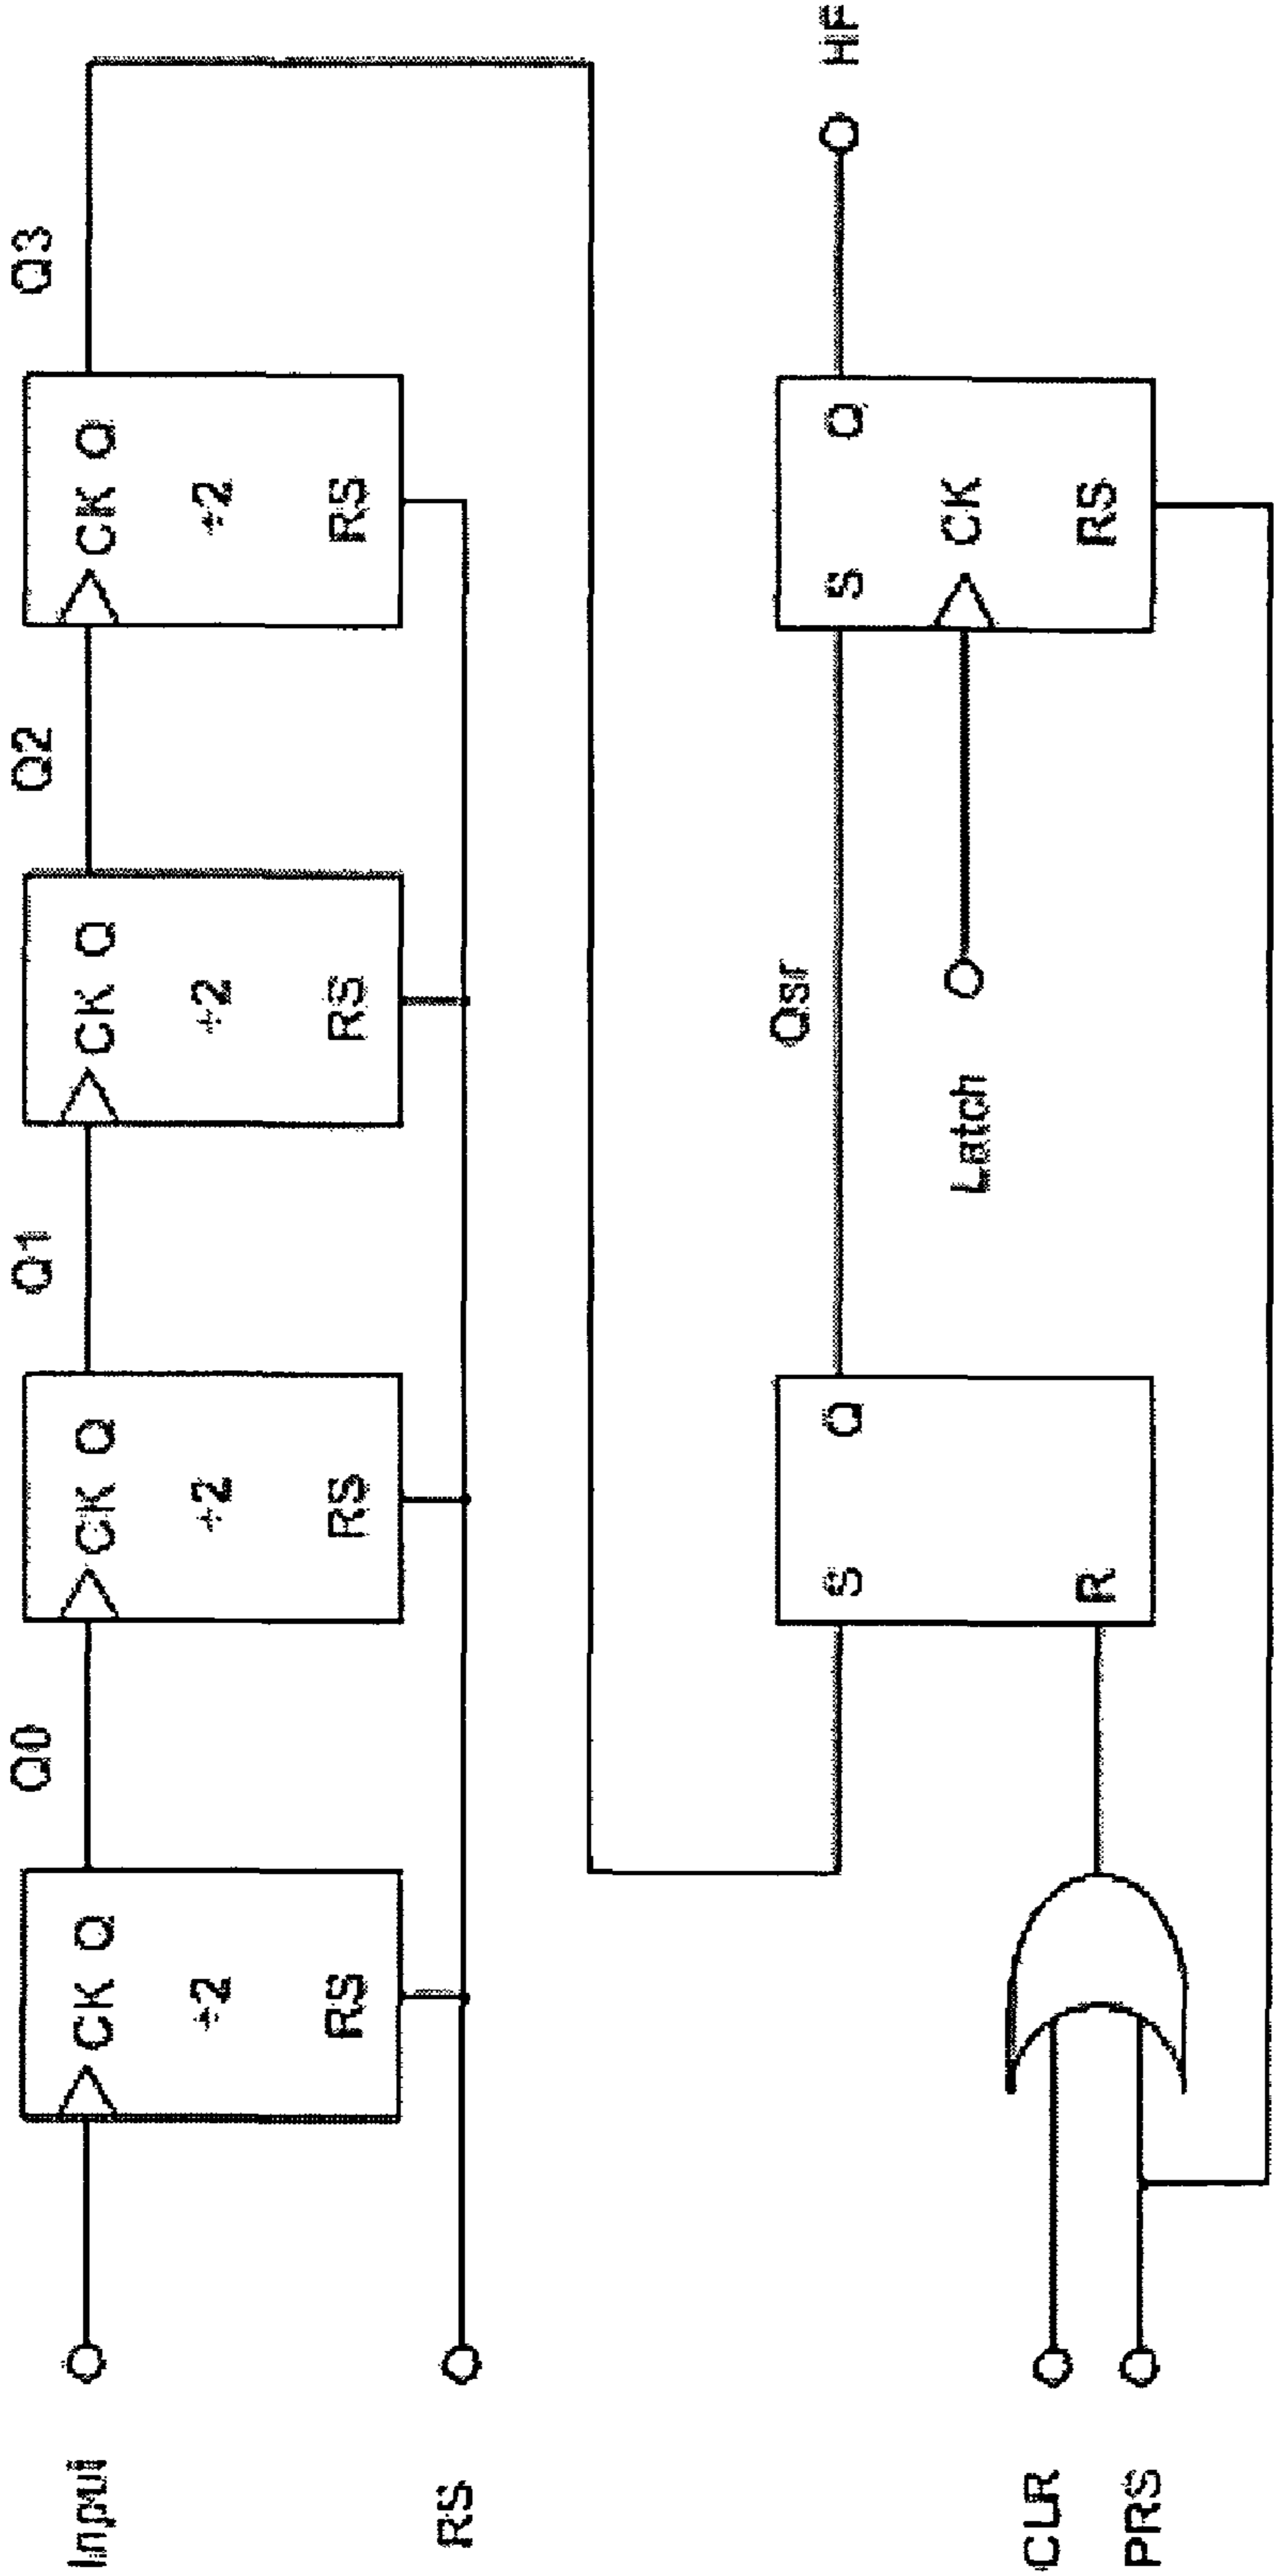 Q0 Q1 Q2 Q3
Input CK Q CK Q CK Q CK Q
÷2 ÷2 ÷2 ÷2
RS RS RS RS
RS
Qsr
S Q S Q HF
Latch CK
CLR R RS
PRS